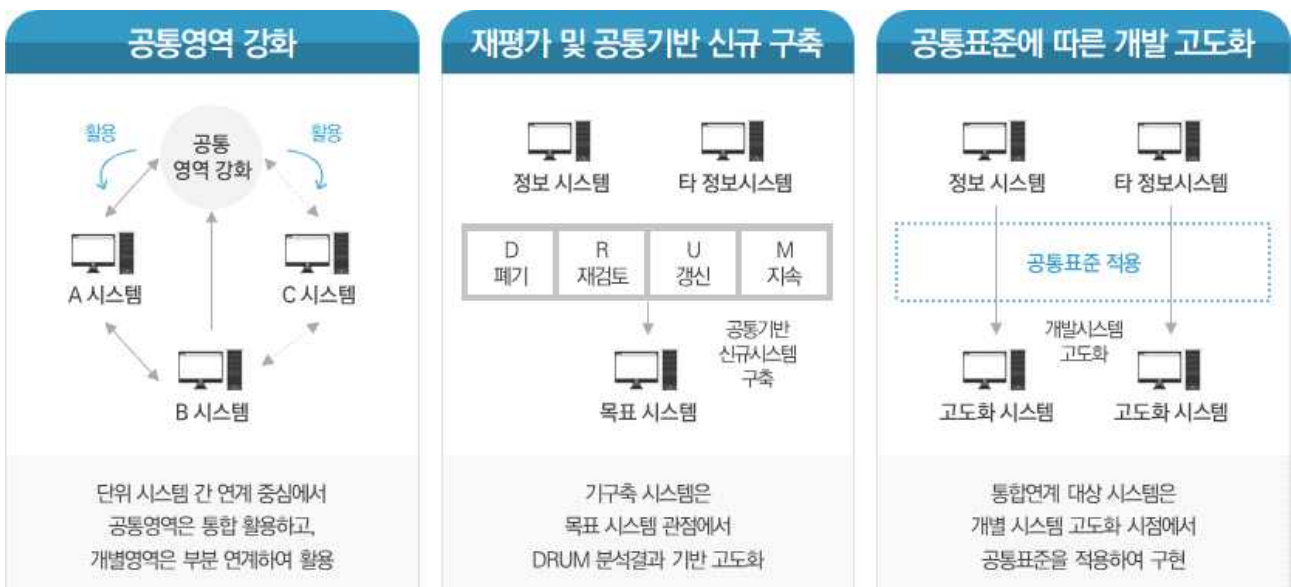 공통영역 강화
활용
활용
공통
영역 강화
A 시스템
C 시스템
B 시스템
단위 시스템 간 연계 중심에서
공통영역은 통합 활용하고,
개별영역은 부분 연계하여 활용
재평가 및 공통기반 신규 구축
정보 시스템
타 정보시스템
D
폐기
R
재검토
U
갱신
M
지속
공통기반
신규시스템
구축
목표 시스템
기구축 시스템은
목표 시스템 관점에서
DRUM 분석결과 기반 고도화
공통표준에 따른 개발 고도화
정보 시스템
타 정보시스템
공통표준 적용
개발시스템
고도화
고도화 시스템
고도화 시스템
통합연계 대상 시스템은
개별 시스템 고도화 시점에서
공통표준을 적용하여 구현